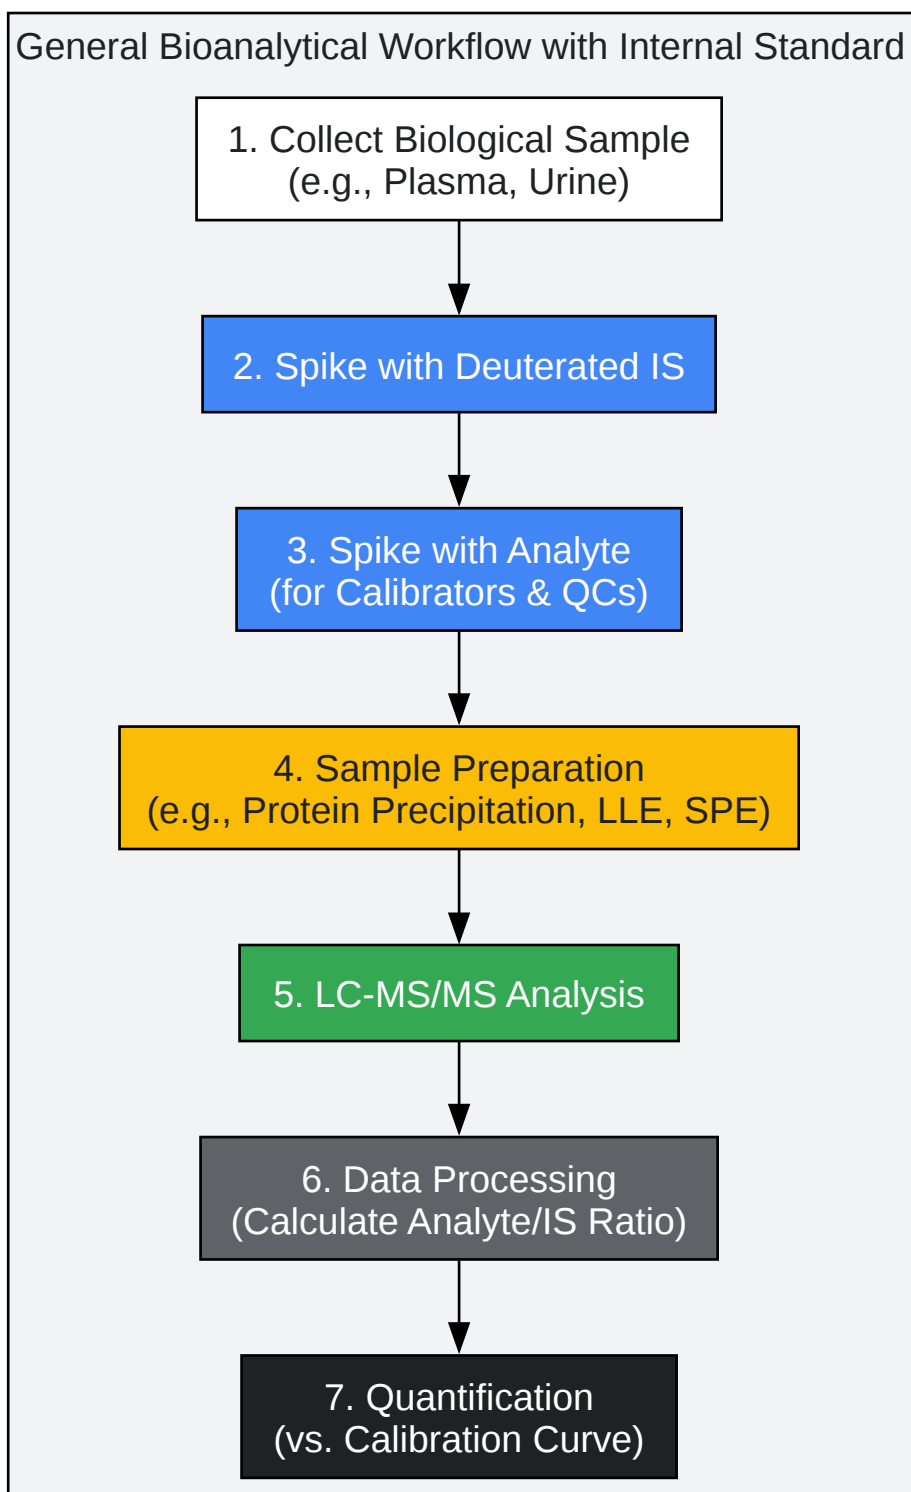 General Bioanalytical Workflow with Internal Standard
1. Collect Biological Sample
(e.g., Plasma, Urine)
2. Spike with Deuterated IS
3. Spike with Analyte
(for Calibrators & QCs)
4. Sample Preparation
(e.g., Protein Precipitation, LLE, SPE)
5. LC-MS/MS Analysis
6. Data Processing
(Calculate Analyte/IS Ratio)
7. Quantification
(vs. Calibration Curve)